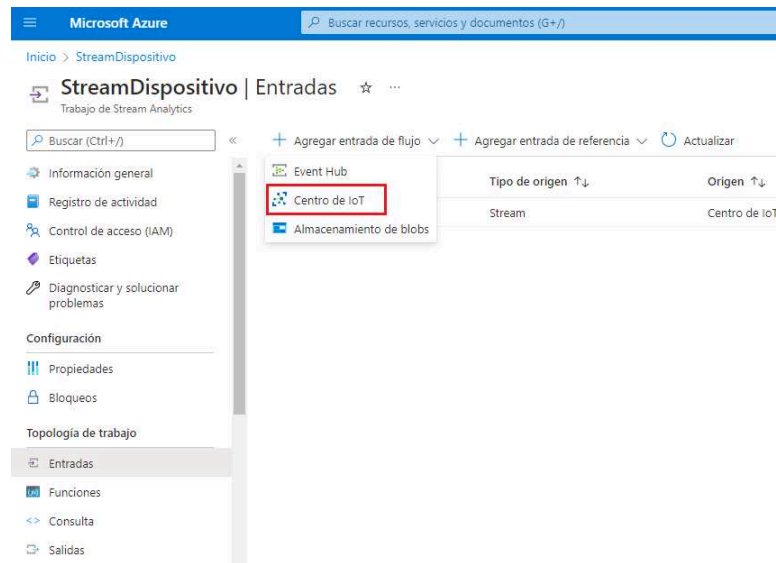 Microsoft Azure
Buscar recursos, servicios y documentos (G+/)
Inicio > StreamDispositivo
StreamDispositivo | Entradas
Trabajo de Stream Analytics
Buscar (Ctrl+/)
Agregar entrada de flujo
Agregar entrada de referencia
Actualizar
Información general
Registro de actividad
Control de acceso (IAM)
Etiquetas
Diagnosticar y solucionar
problemas
Configuración
Propiedades
Bloqueos
Topología de trabajo
Entradas
Funciones
Consulta
Salidas
Event Hub
Centro de IoT
Almacenamiento de blobs
Tipo de origen
Origen
Stream
Centro de IoT